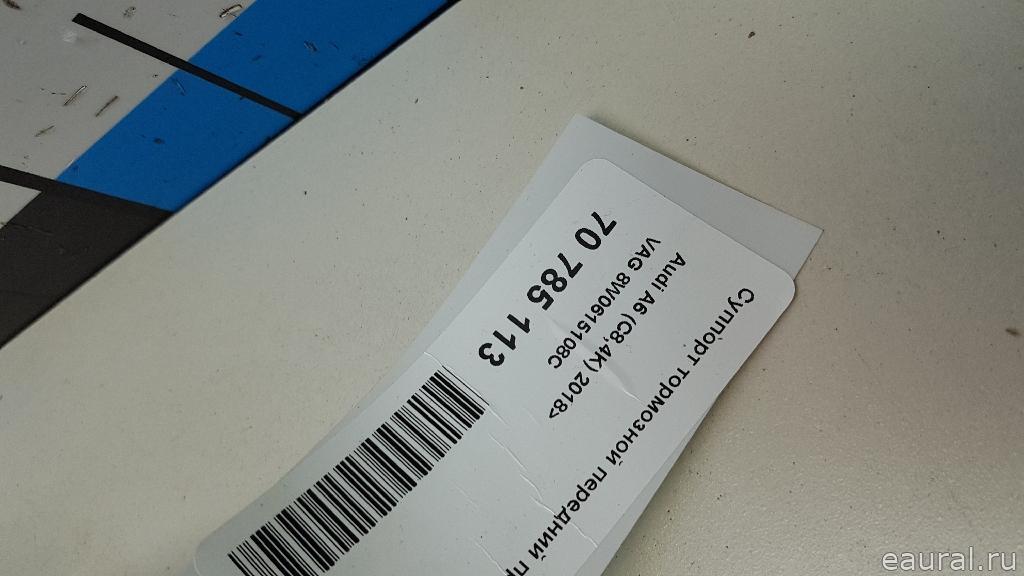 Суппорт тормозной передний пр
Audi A6 (C8,4K) 2018>
VAG 8W0615108C
70 785 113
eaural.ru